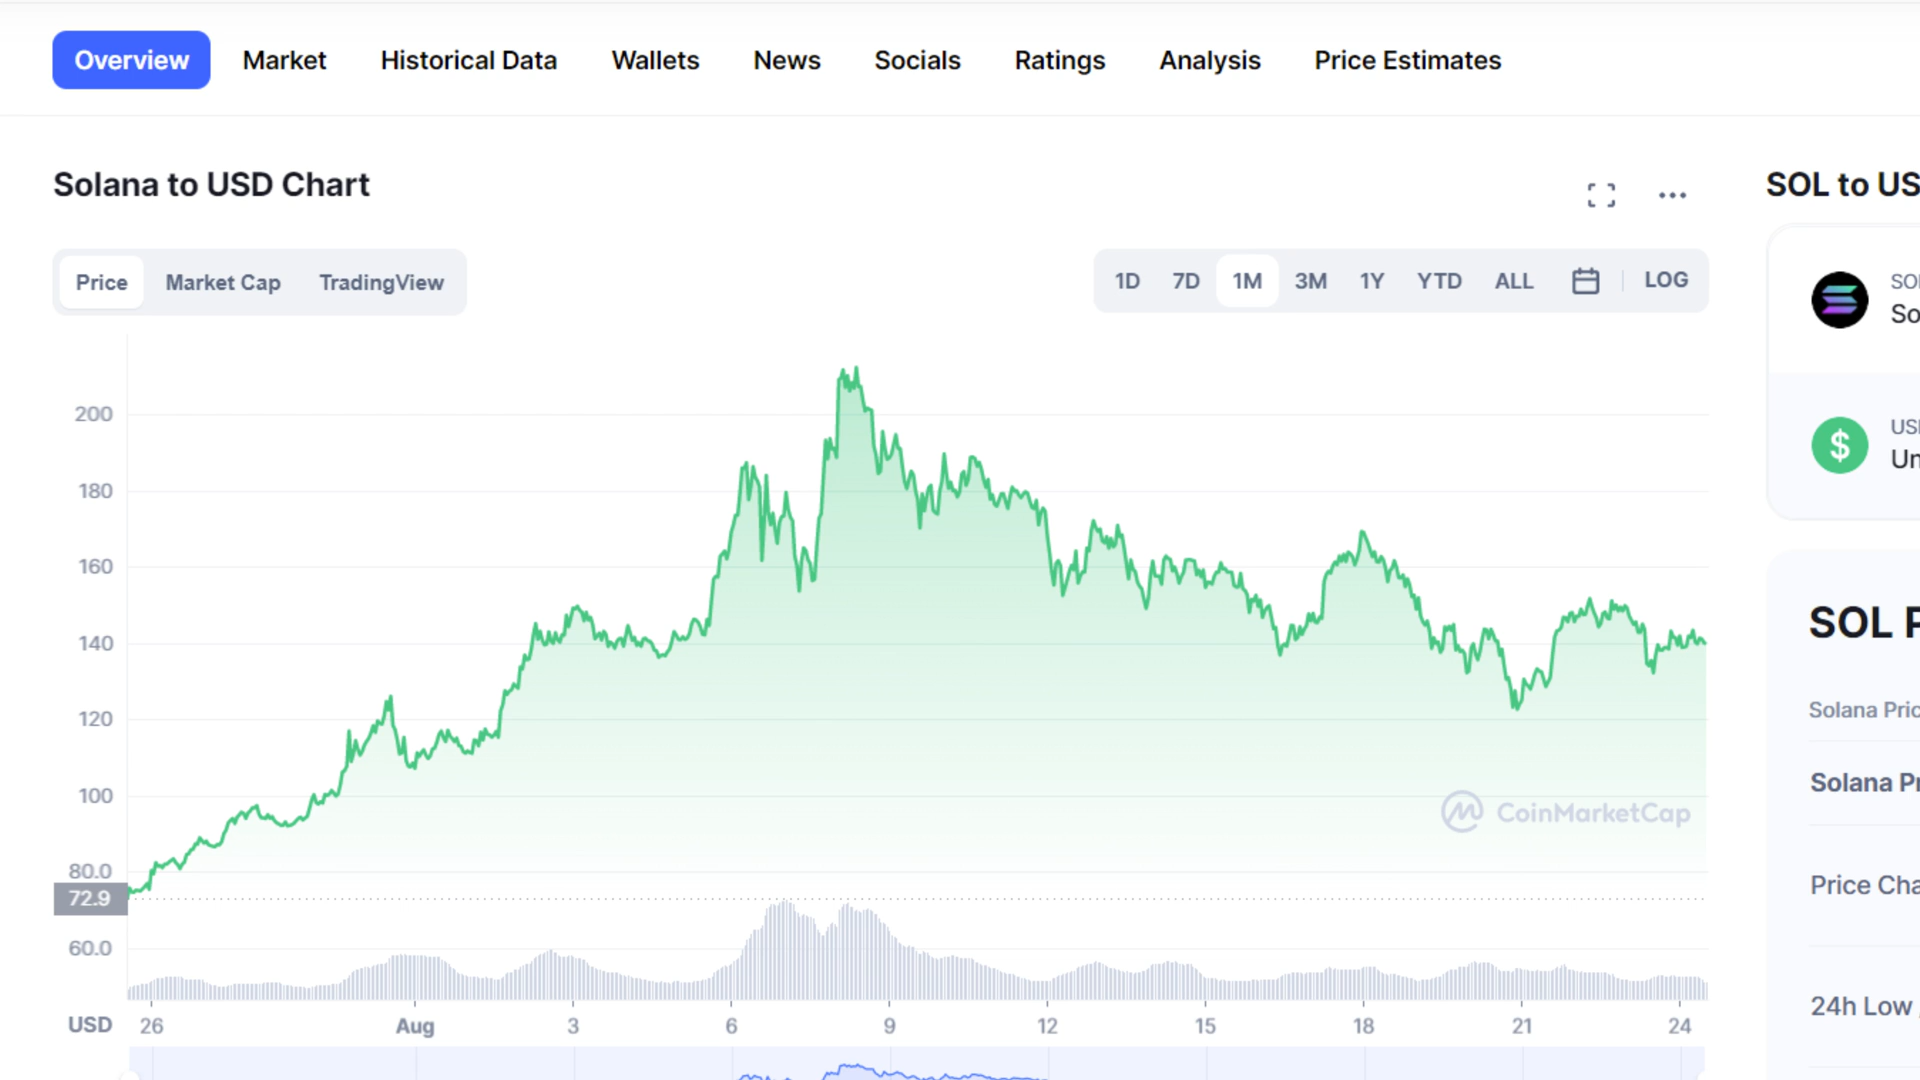 Overview Market Historical Data Wallets News Socials Ratings Analysis Price Estimates
Solana to USD Chart
SOL to US
Price Market Cap TradingView
1D 7D 1M 3M 1Y YTD ALL LOG
So
Un
200
180
160
140
120
100
80.0
72.9
60.0
CoinMarketCap
USD 26 Aug 3 6 9 12 15 18 21 24
SOL P
Solana Pric
Solana Pr
Price Cha
24h Low